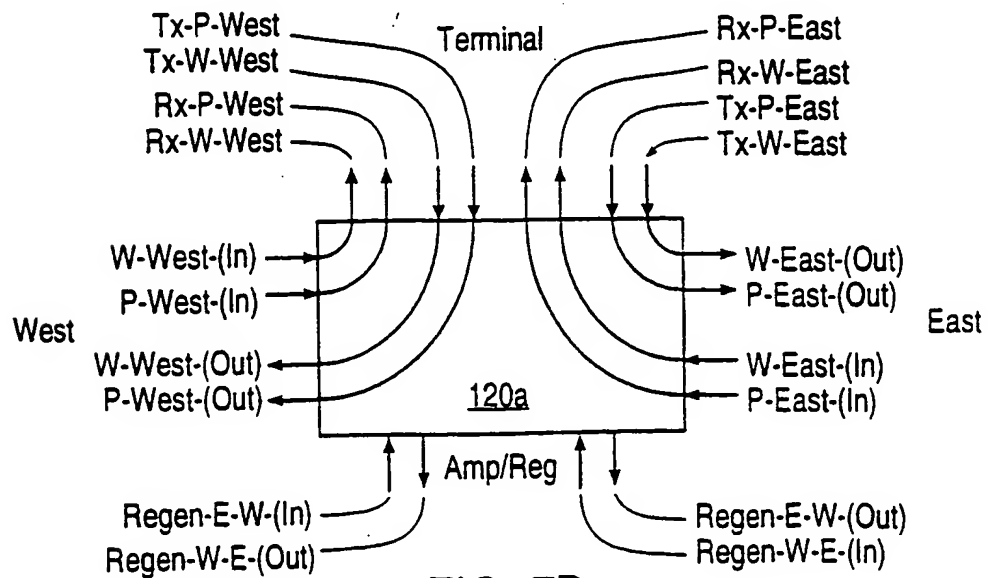 Tx-P-West
Terminal
Rx-P-East
Tx-W-West
Rx-W-East
Rx-P-West
Tx-P-East
Rx-W-West
Tx-W-East
W-West-(In)
W-East-(Out)
P-West-(In)
P-East-(Out)
West
East
W-West-(Out)
W-East-(In)
P-West-(Out)
120a
P-East-(In)
Amp/Reg
Regen-E-W-(In)
Regen-E-W-(Out)
Regen-W-E-(Out)
Regen-W-E-(In)